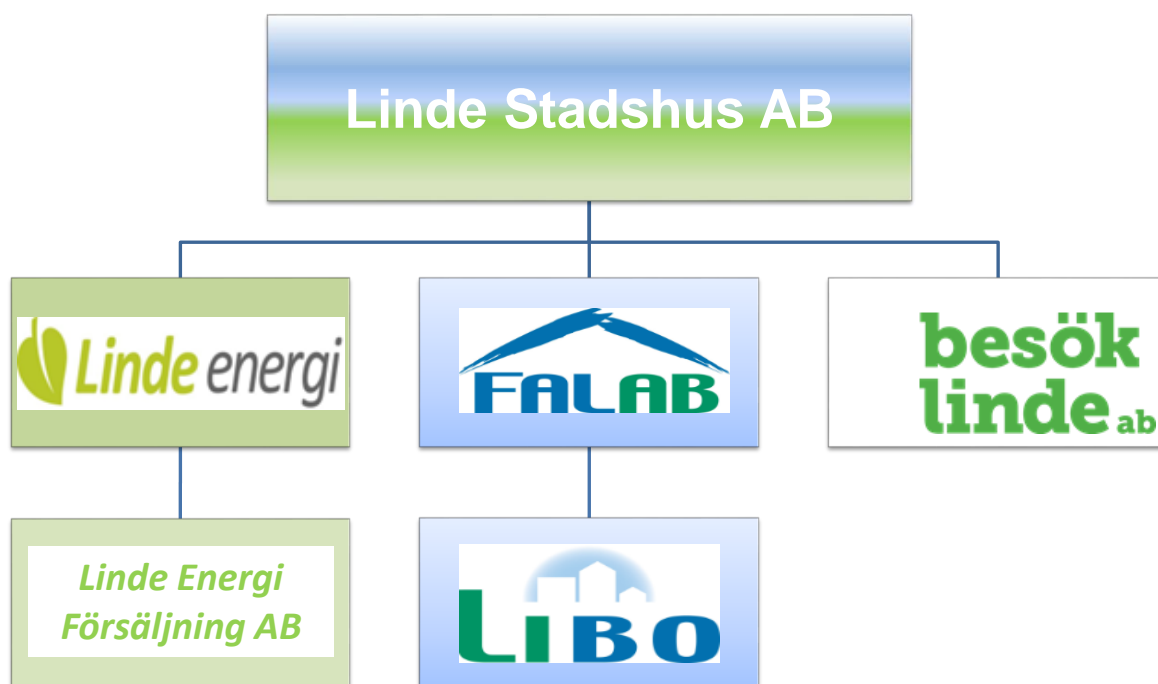 Linde Stadshus AB
Linde energi
FALAB
besök
linde ab
Linde Energi
Försäljning AB
LIBO